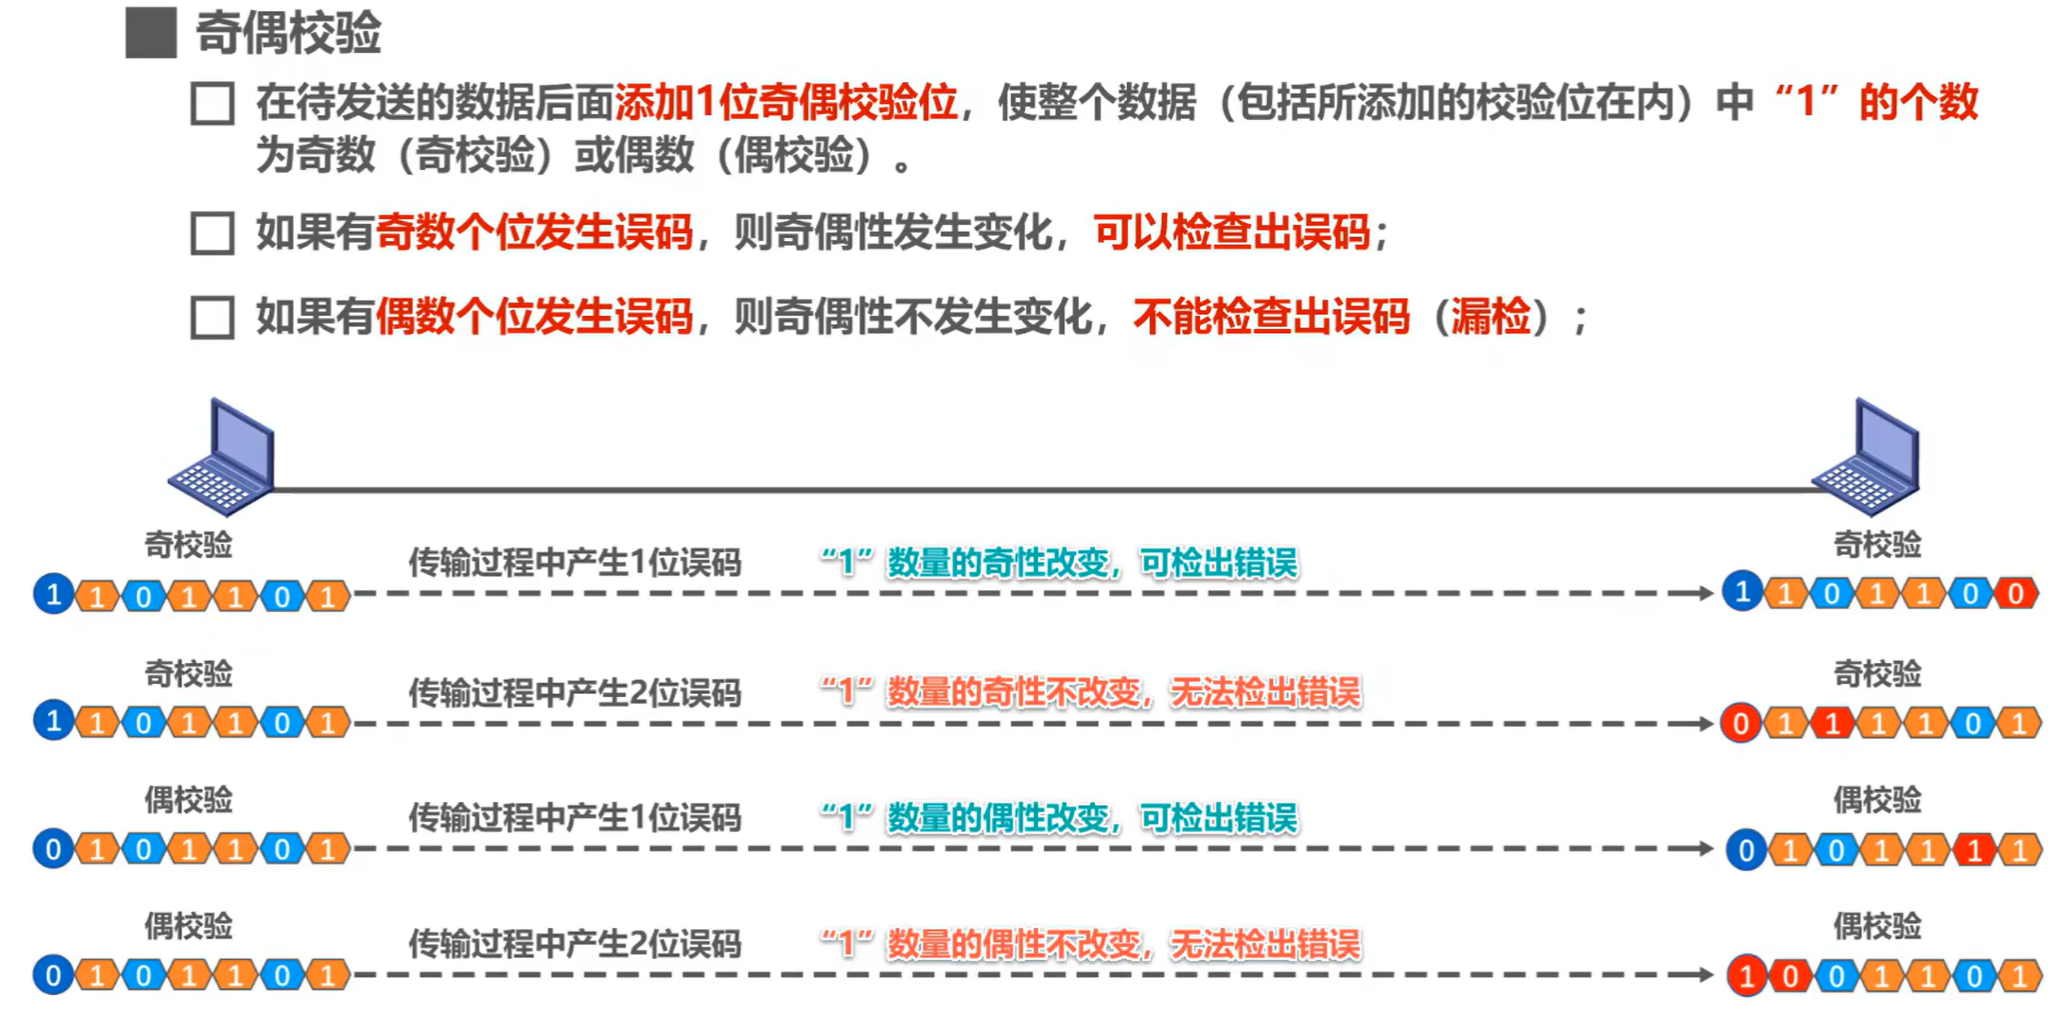 奇偶校验
在待发送的数据后面添加1位奇偶校验位，使整个数据（包括所添加的校验位在内）中“1”的个数
为奇数（奇校验）或偶数（偶校验）。
如果有奇数个位发生误码，则奇偶性发生变化，可以检查出误码；
如果有偶数个位发生误码，则奇偶性不发生变化，不能检查出误码（漏检）；
奇校验 奇校验
传输过程中产生1位误码 “1”数量的奇性改变，可检出错误
1 1 0 1 1 0 1 1 1 0 1 1 0 0
奇校验 奇校验
传输过程中产生2位误码 “1”数量的奇性不改变，无法检出错误
1 1 0 1 1 0 1 0 1 1 1 1 0 1
偶校验 偶校验
传输过程中产生1位误码 “1”数量的偶性改变，可检出错误
0 1 0 1 1 0 1 0 1 0 1 1 1 1
偶校验 偶校验
传输过程中产生2位误码 “1”数量的偶性不改变，无法检出错误
0 1 0 1 1 0 1 1 0 0 1 1 0 1